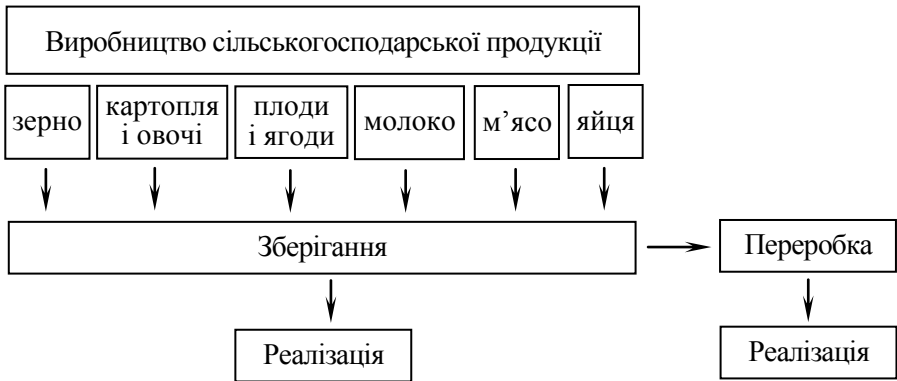 Виробництво сільськогосподарської продукції
зерно
картопля
і овочі
плоди
і ягоди
молоко
м’ясо
яйця
Зберігання
Переробка
Реалізація
Реалізація